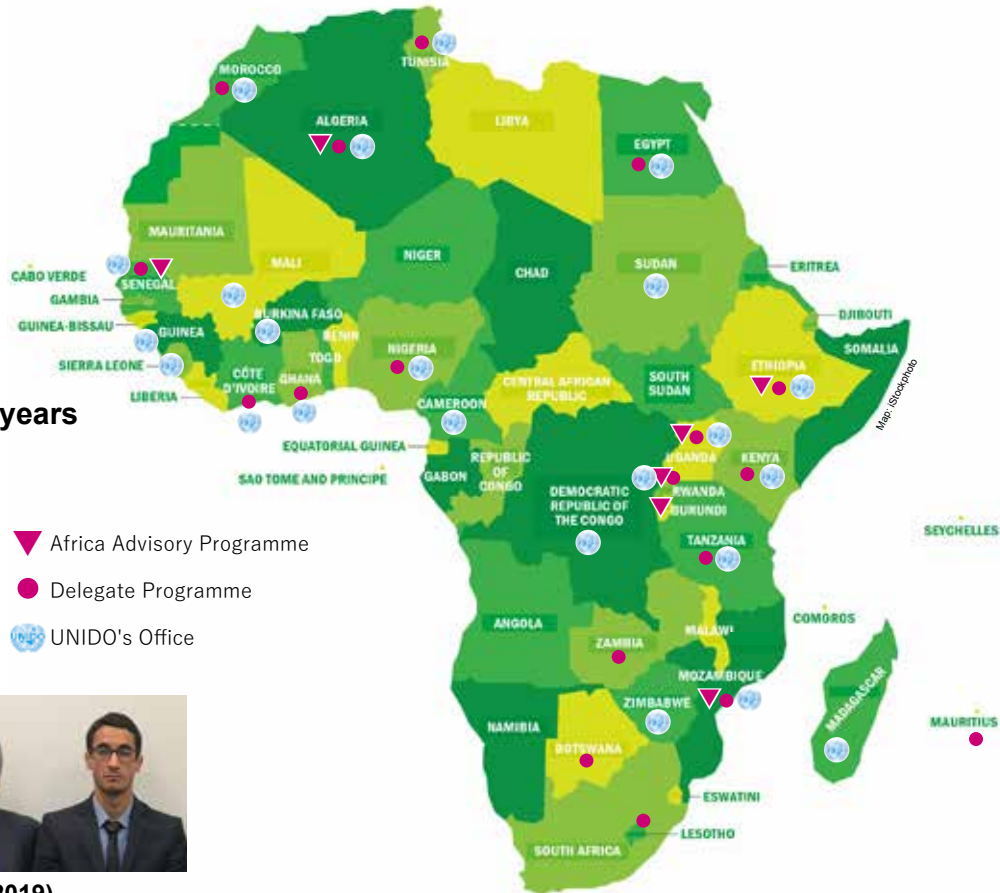 MOROCCO
TUNISIA
ALGERIA
LIBYA
EGYPT
MAURITANIA
MALI
NIGER
CHAD
SUDAN
ERITREA
CABO VERDE
SENEGAL
GAMBIA
GUINEA-BISSAU
GUINEA
BURKINA FASO
BENIN
TOGO
NIGERIA
DJIBOUTI
SOMALIA
ETHIOPIA
SIERRA LEONE
CÔTE
D'IVOIRE
GHANA
LIBERIA
CENTRAL AFRICAN
REPUBLIC
SOUTH
SUDAN
CAMEROON
Map: iStockphoto
years
EQUATORIAL GUINEA
SAO TOME AND PRINCIPE
GABON
REPUBLIC
OF
CONGO
UGANDA
KENYA
DEMOCRATIC
REPUBLIC OF
THE CONGO
RWANDA
BURUNDI
TANZANIA
SEYCHELLES
Africa Advisory Programme
Delegate Programme
UNIDO UNIDO's Office
ANGOLA
ZAMBIA
MALAWI
COMOROS
MOZAMBIQUE
ZIMBABWE
MADAGASCAR
MAURITIUS
NAMIBIA
BOTSWANA
ESWATINI
LESOTHO
SOUTH AFRICA
2019)